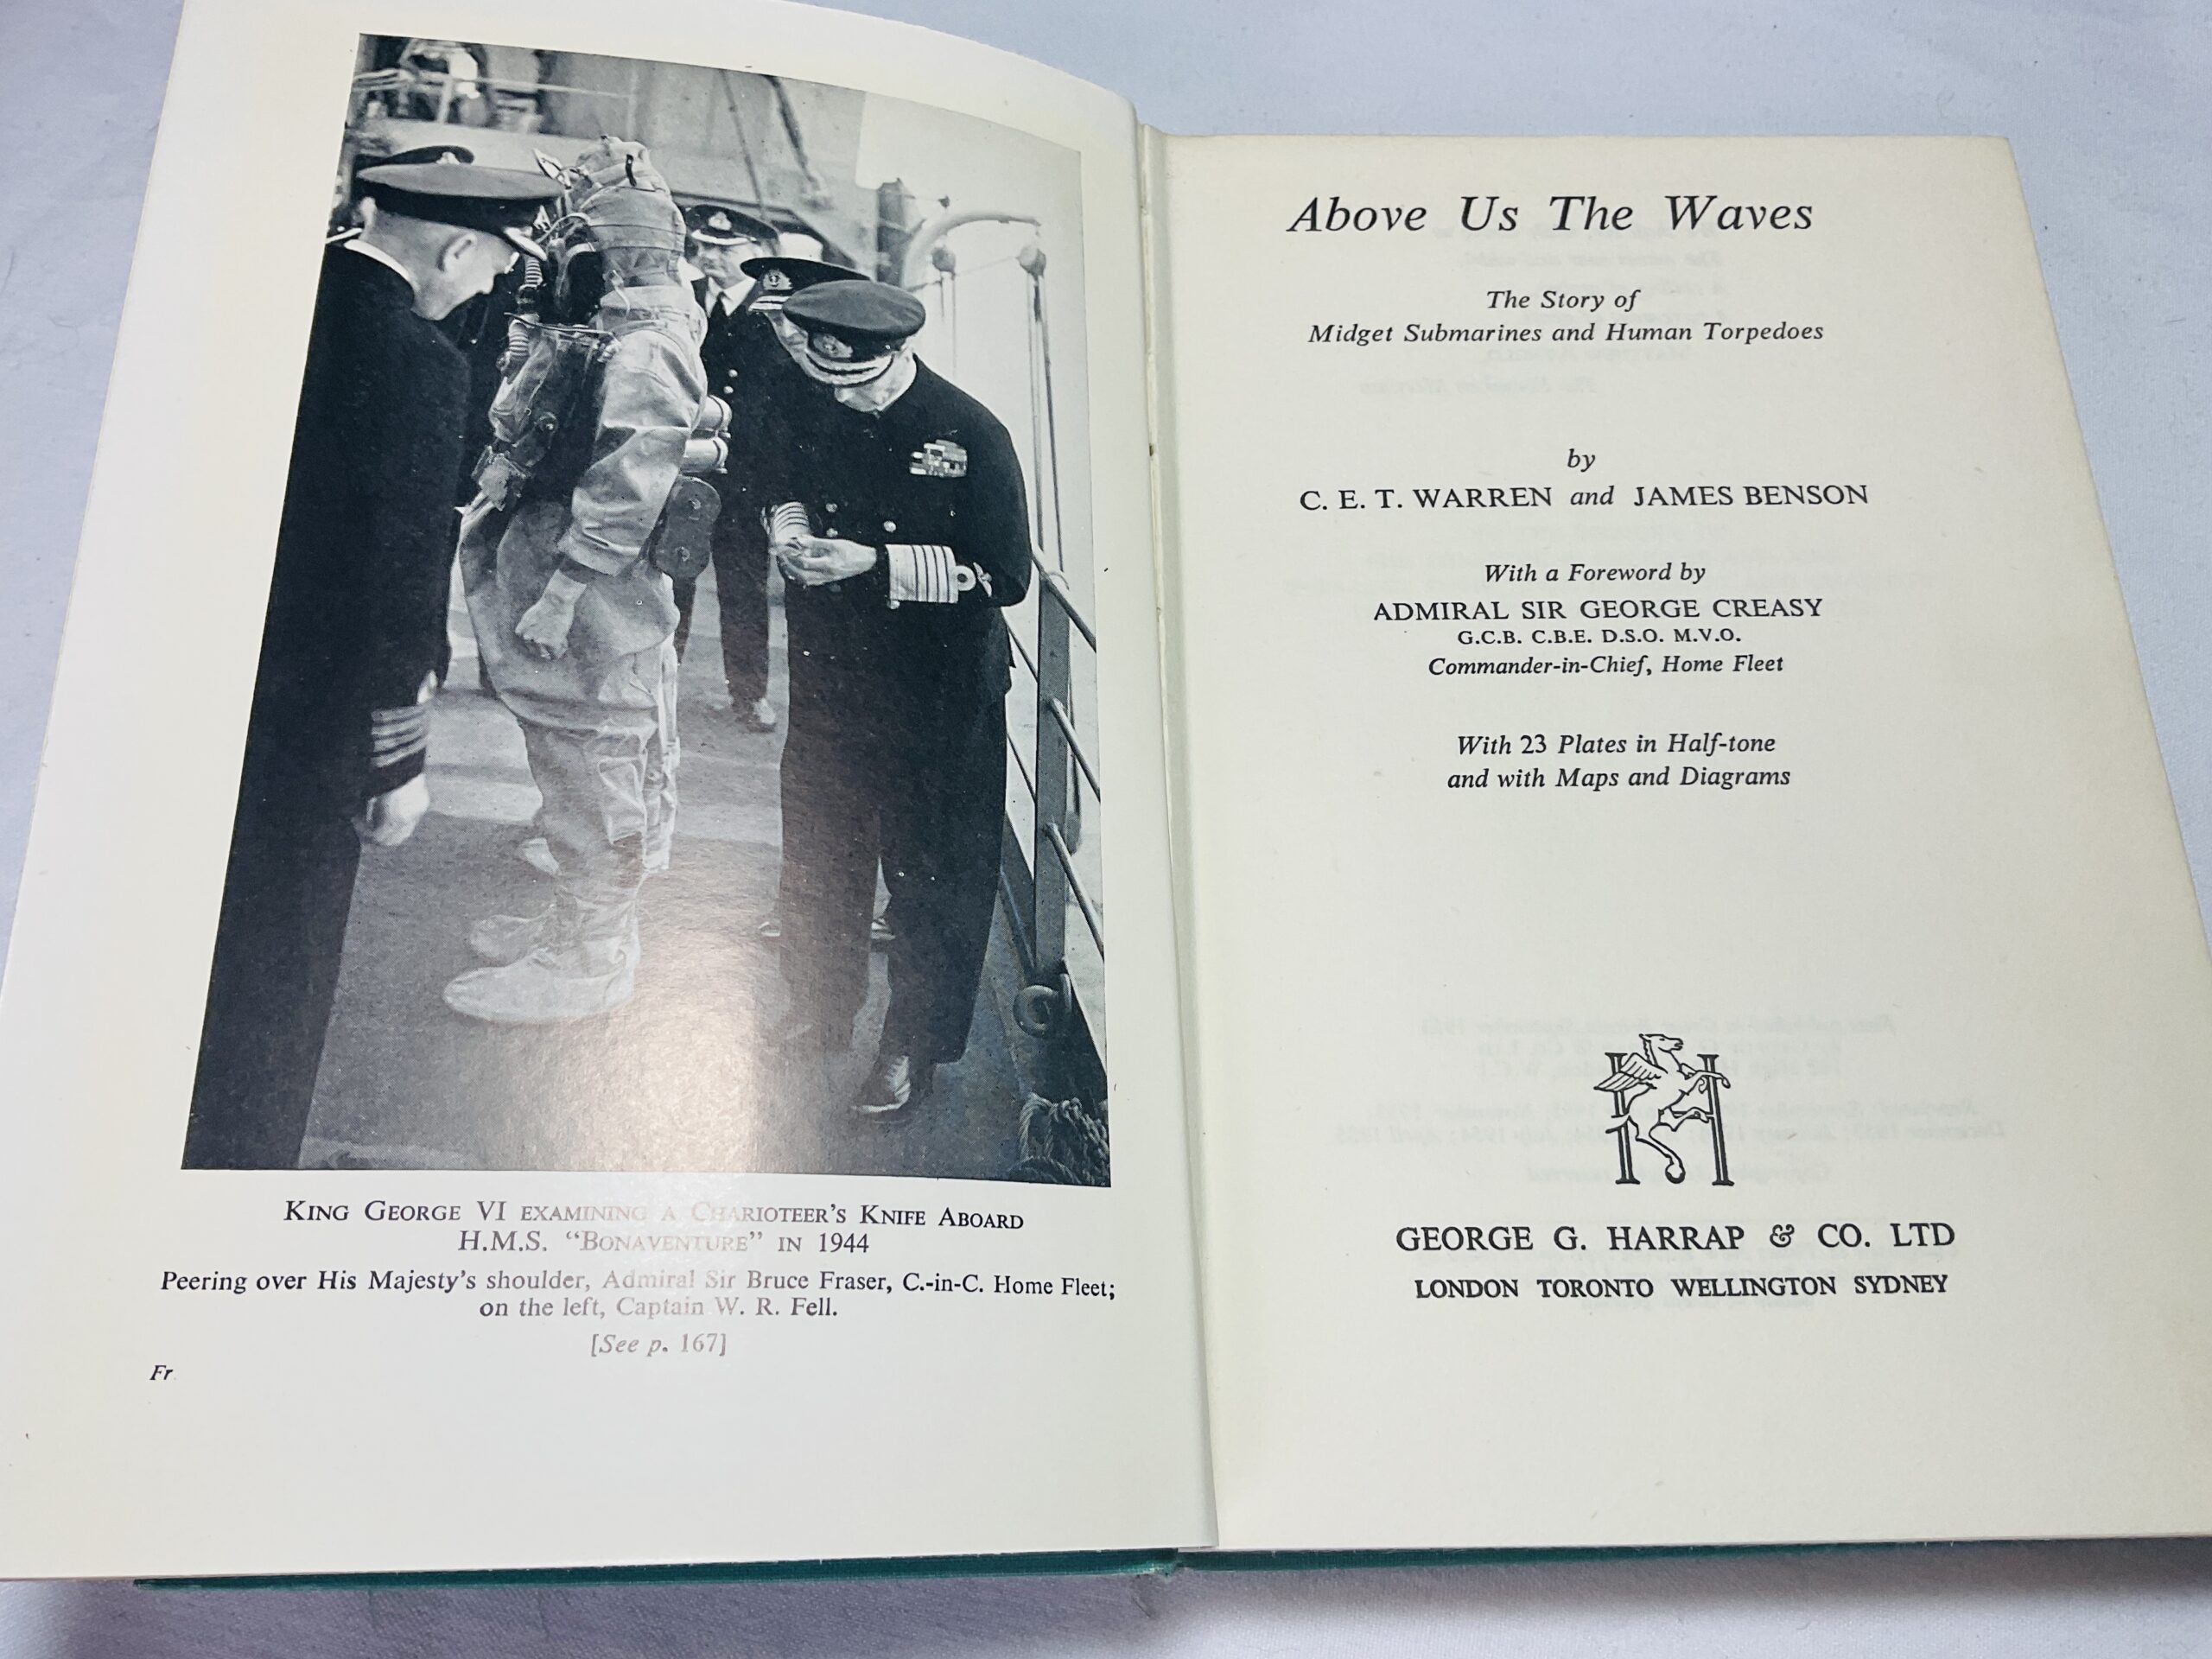 KING GEORGE VI EXAMINING A CHARIOTEER'S KNIFE ABOARD
H.M.S. "BONAVENTURE" IN 1944
Peering over His Majesty's shoulder, Admiral Sir Bruce Fraser, C.-in-C. Home Fleet;
on the left, Captain W. R. Fell.
[See p. 167]
Fr
Above Us The Waves
The Story of
Midget Submarines and Human Torpedoes
by
C. E. T. WARREN and JAMES BENSON
With a Foreword by
ADMIRAL SIR GEORGE CREASY
G.C.B. C.B.E. D.S.O. M.V.O.
Commander-in-Chief, Home Fleet
With 23 Plates in Half-tone
and with Maps and Diagrams
H
GEORGE G. HARRAP & CO. LTD
LONDON TORONTO WELLINGTON SYDNEY